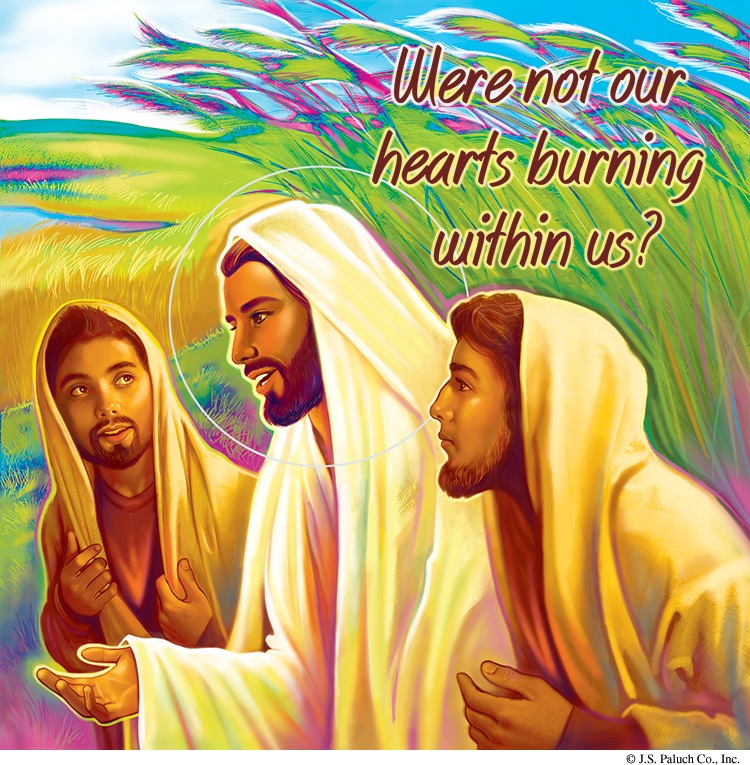 Were not our
hearts burning
within us?
© J.S. Paluch Co., Inc.